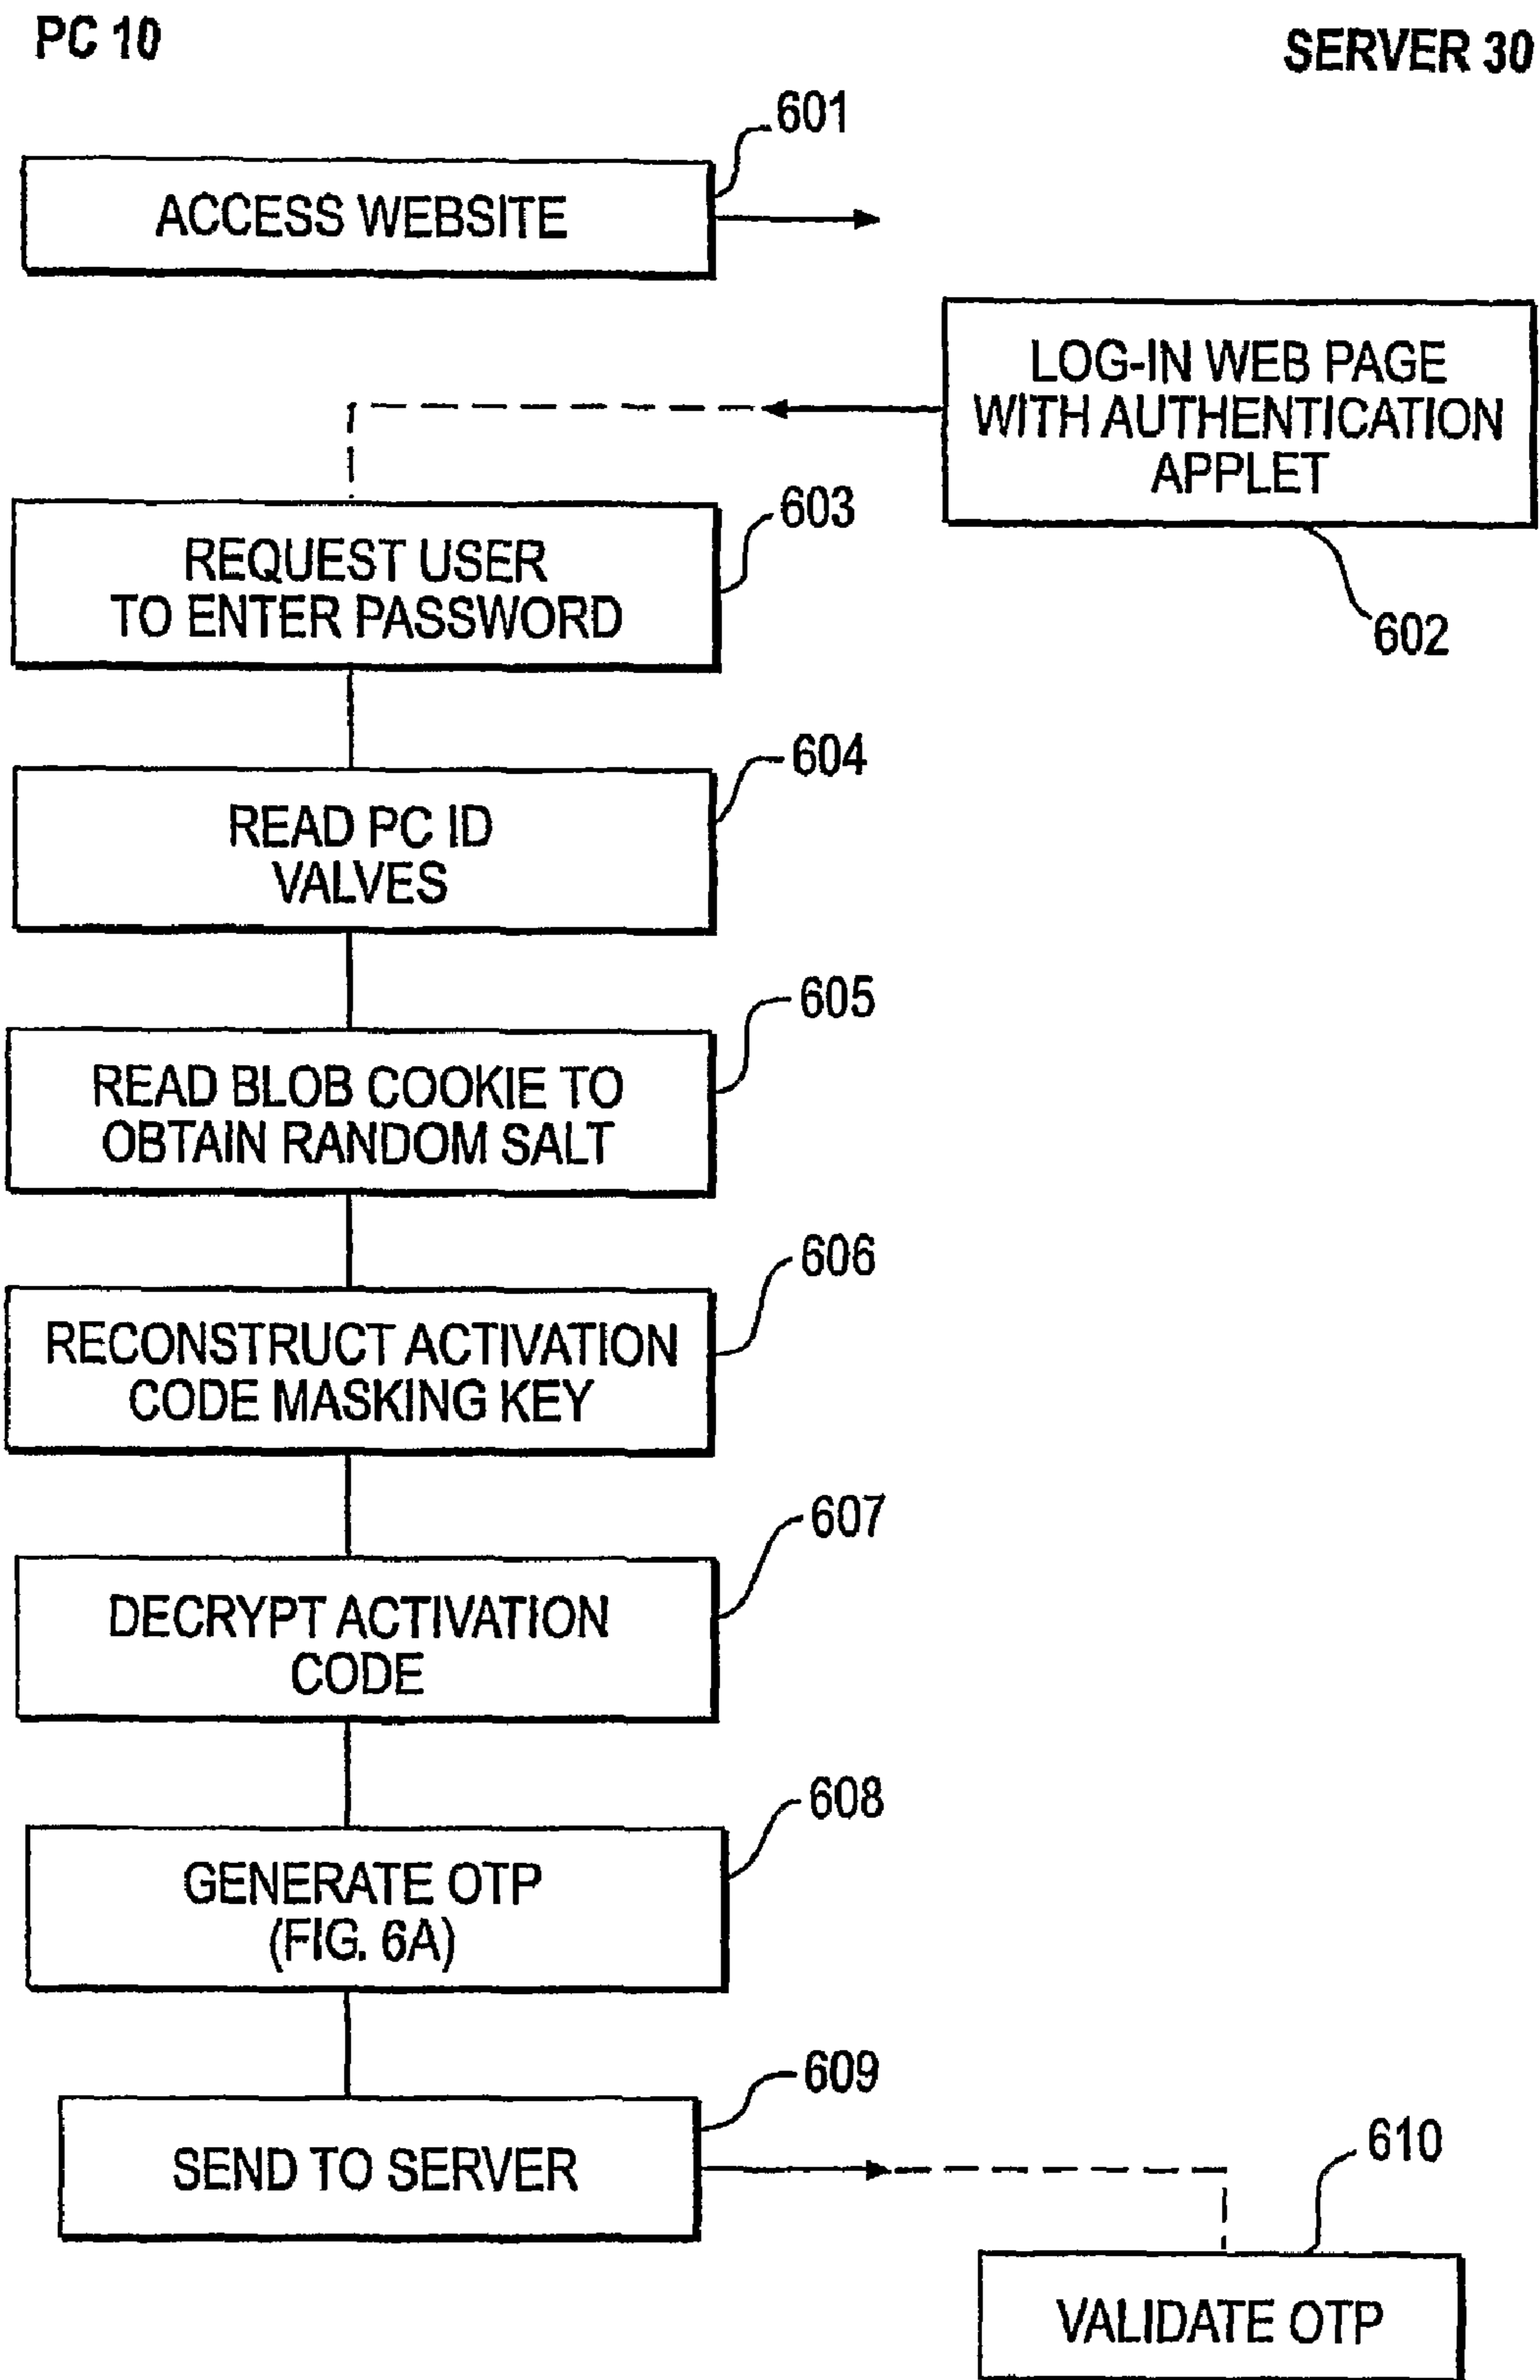 PC 10
SERVER 30
601
ACCESS WEBSITE
LOG-IN WEB PAGE
WITH AUTHENTICATION
APPLET
602
603
REQUEST USER
TO ENTER PASSWORD
604
READ PC ID
VALVES
605
READ BLOB COOKIE TO
OBTAIN RANDOM SALT
606
RECONSTRUCT ACTIVATION
CODE MASKING KEY
607
DECRYPT ACTIVATION
CODE
608
GENERATE OTP
(FIG. 6A)
609
SEND TO SERVER
610
VALIDATE OTP